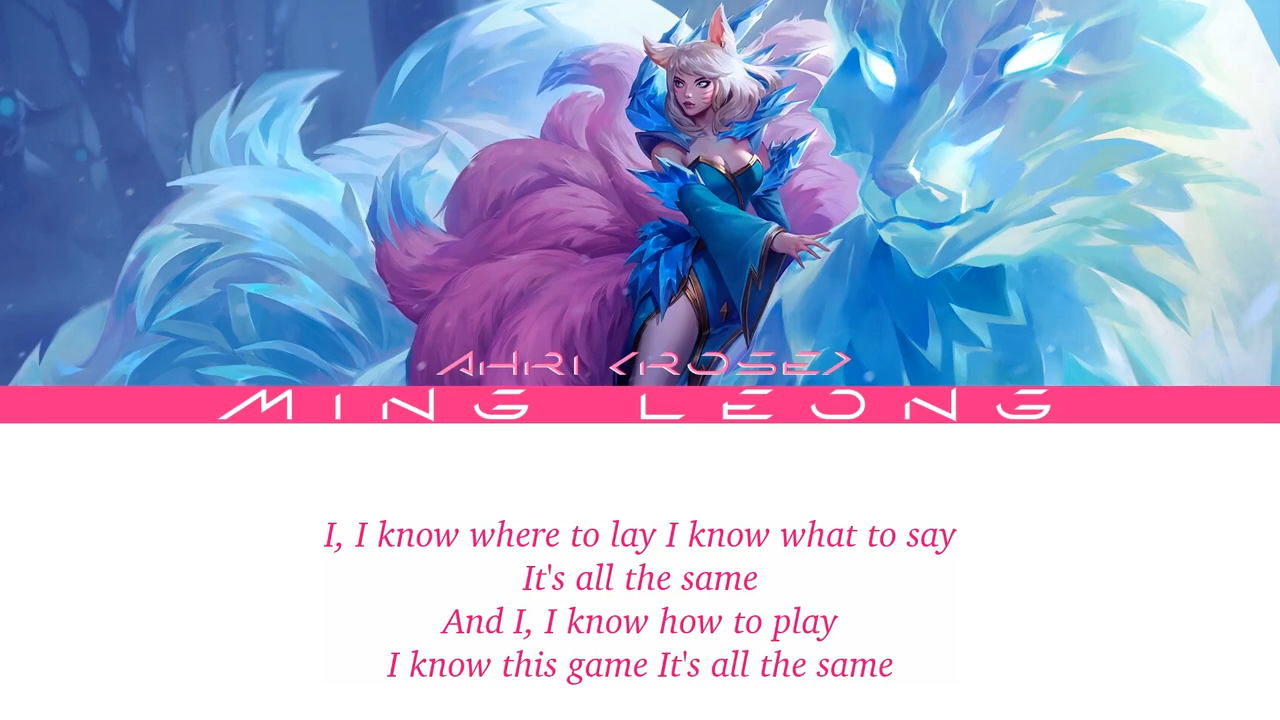 AHRI <ROSE>
MING LEONG
I, I know where to lay I know what to say
It's all the same
And I, I know how to play
I know this game It's all the same